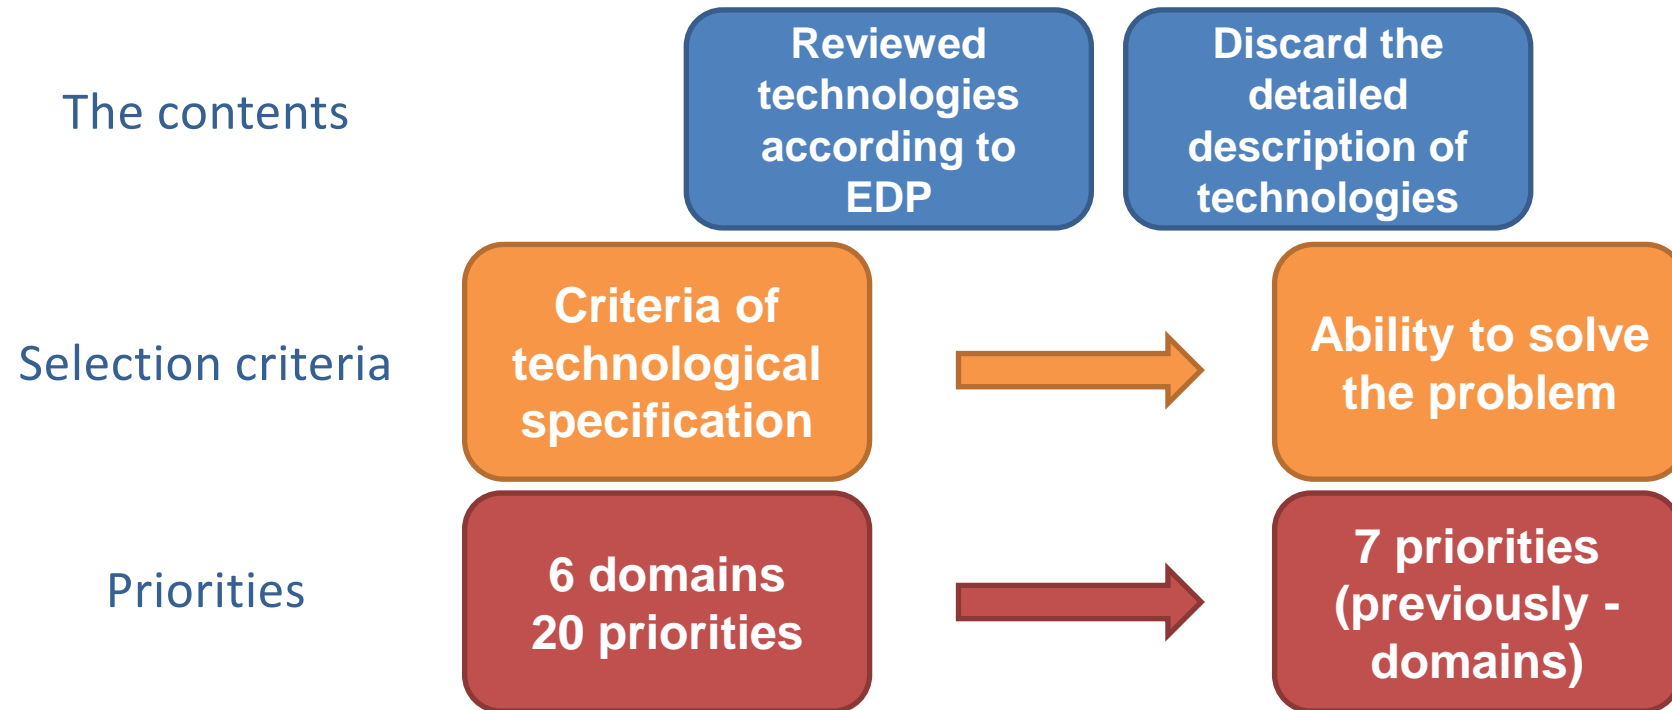 The contents
Reviewed
technologies
according to
EDP
Discard the
detailed
description of
technologies
Selection criteria
Criteria of
technological
specification
Ability to solve
the problem
Priorities
6 domains
20 priorities
7 priorities
(previously -
domains)